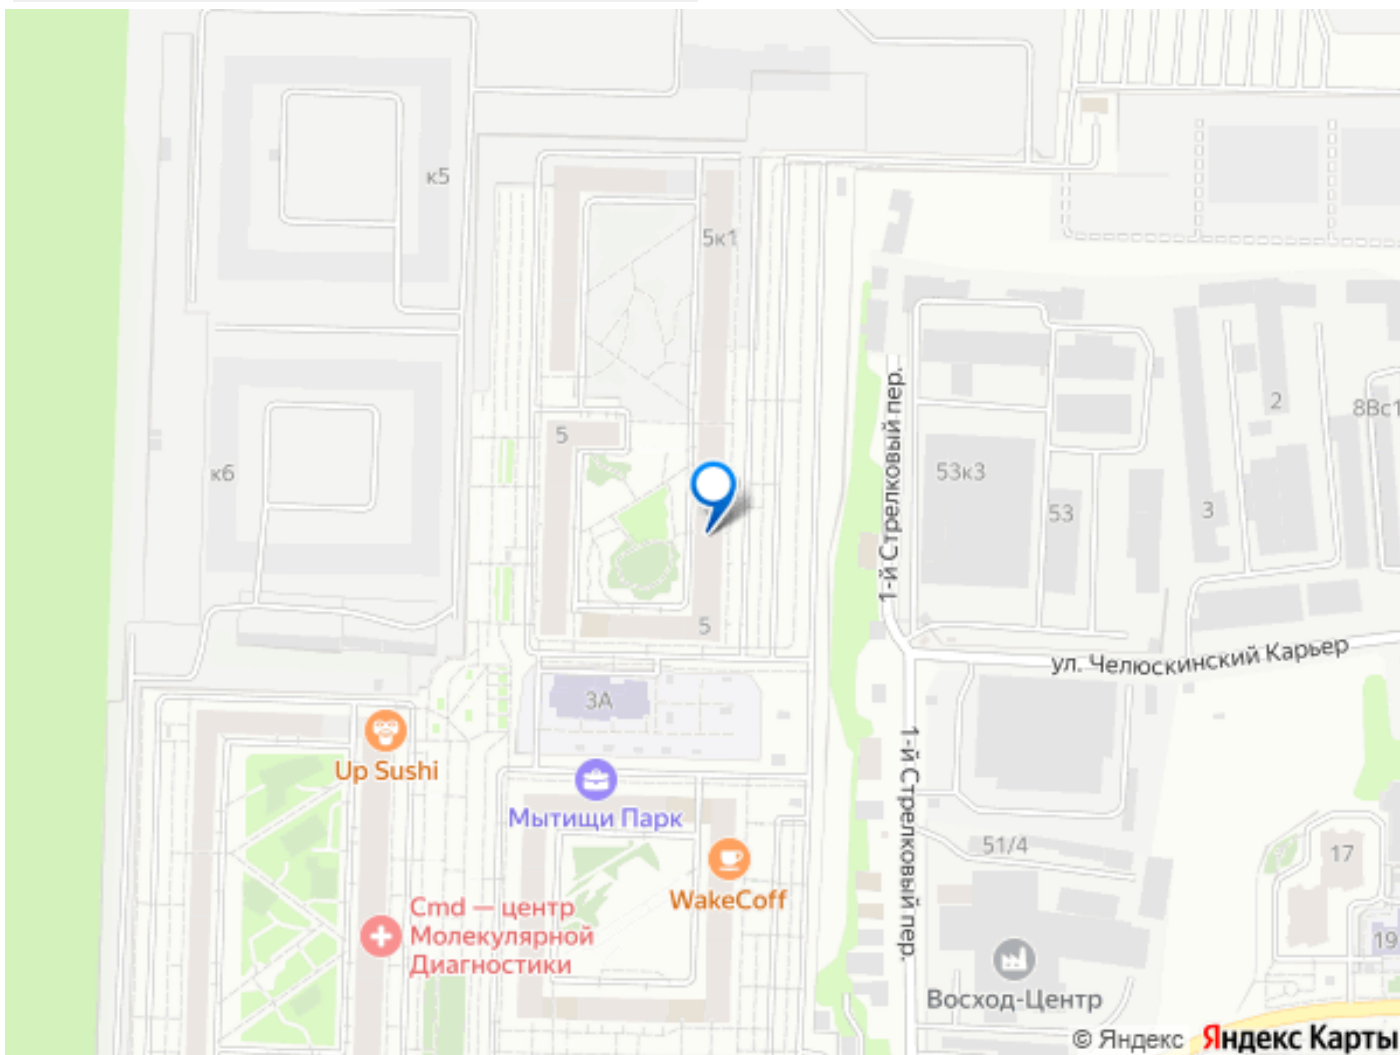 к5
5к1
1-й Стрелковый пер.
2
8Вс1
5
53к3
к6
53
3
5
ул. Челюскинский Карьер
3А
Up Sushi
Мытищи Парк
1-й Стрелковый пер.
51/4
17
WakeCoff
Cmd — центр
Молекулярной
Диагностики
19
Восход-Центр
© Яндекс Яндекс Карты